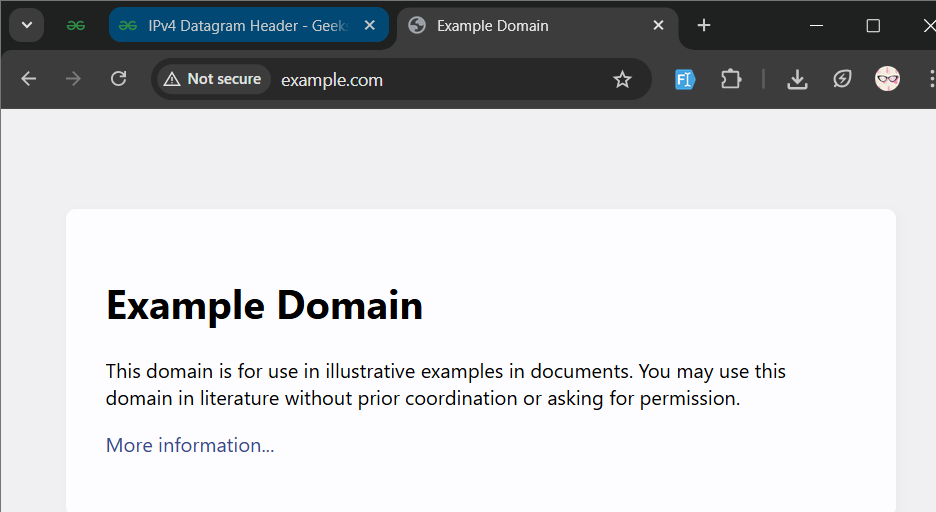 IPv4 Datagram Header - Geeks
Example Domain
Not secure
example.com
Example Domain
This domain is for use in illustrative examples in documents. You may use this
domain in literature without prior coordination or asking for permission.
More information...